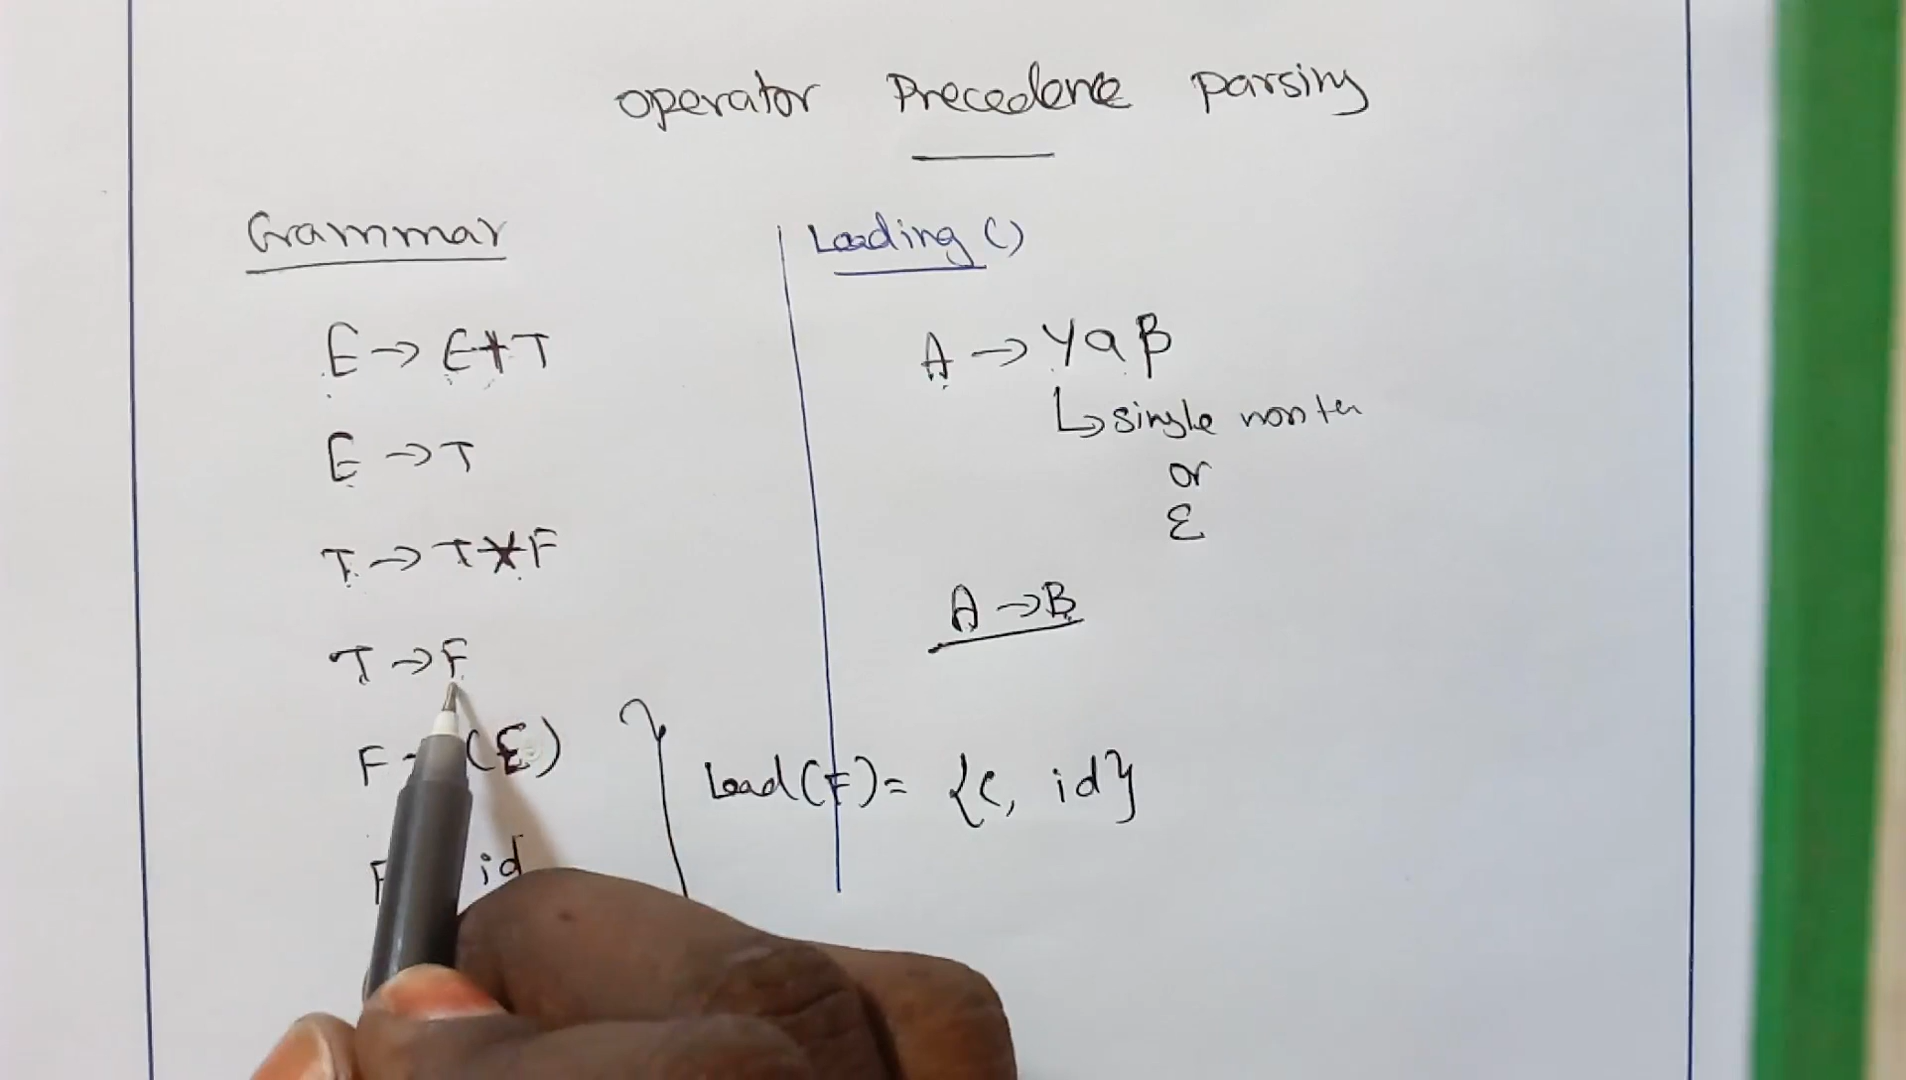 operator Precedence Parsing
Grammar
E → E+T
E → T
T → T*F
T → F
F → (E)
F id
Leading ()
A → γaβ
↳ single non ter
or
ε
A → B
Lead(F) = {(, id}